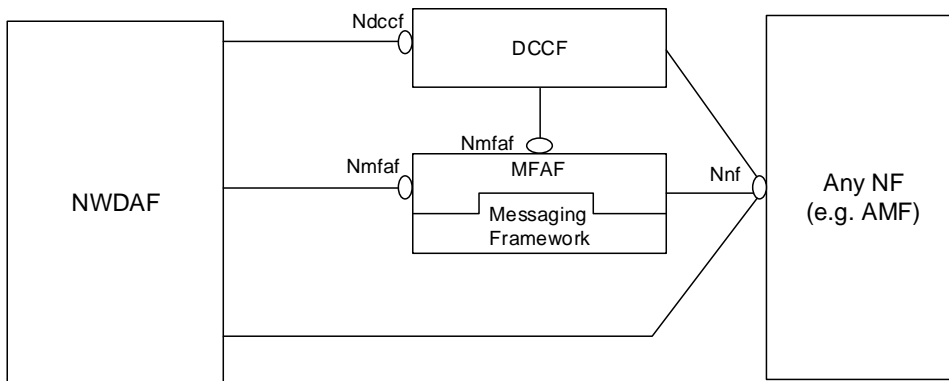 Ndccf
DCCF
Nmfaf
Nmfaf
MFAF
Nnf
NWDAF
Messaging
Framework
Any NF
(e.g. AMF)